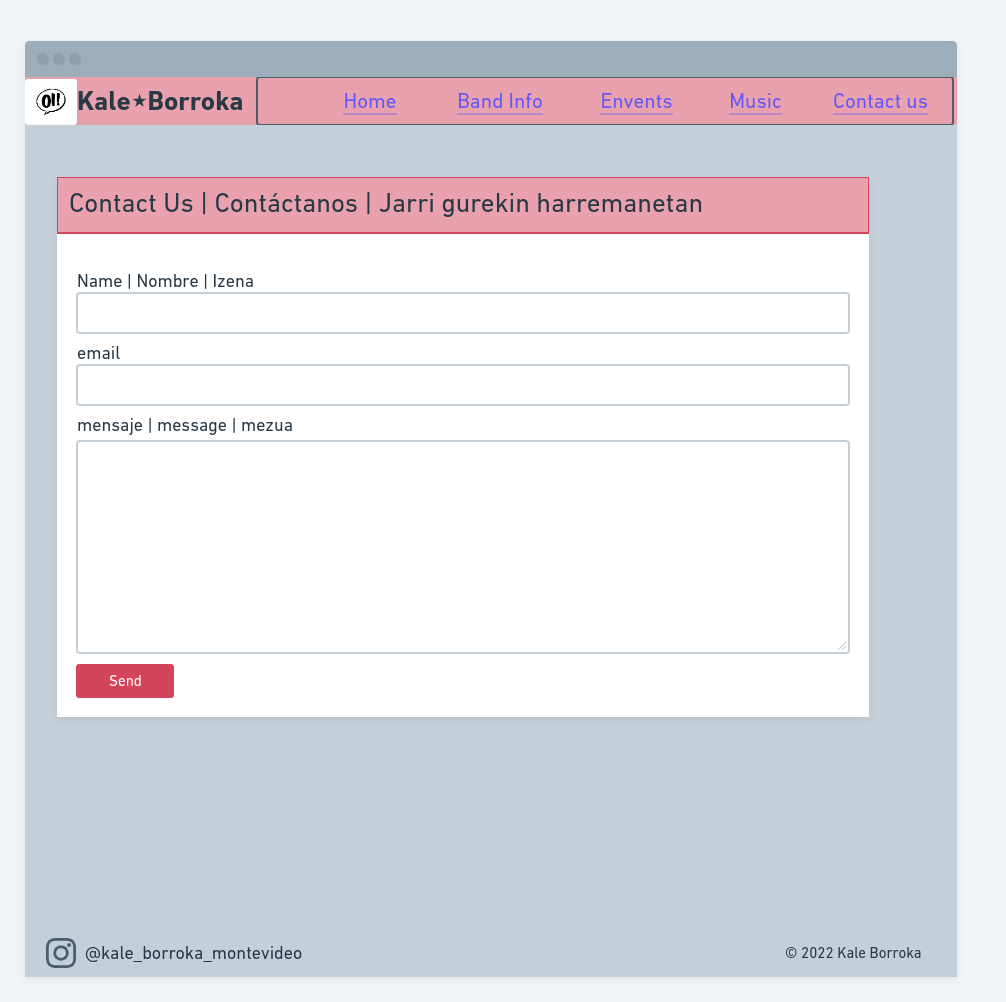 OI!
Kale★Borroka
Home Band Info Envents Music Contact us
Contact Us | Contáctanos | Jarri gurekin harremanetan
Name | Nombre | Izena
email
mensaje | message | mezua
Send
@kale_borroka_montevideo
© 2022 Kale Borroka